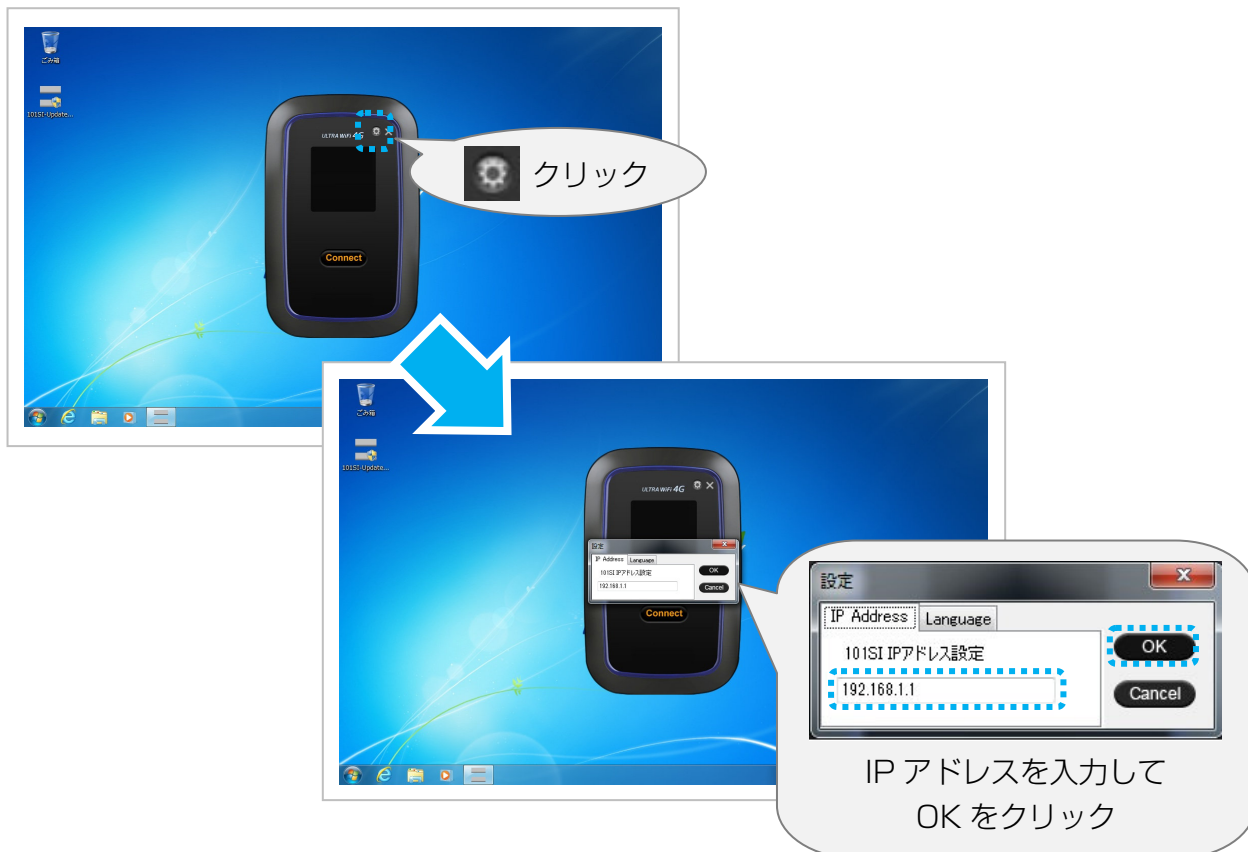 ごみ箱
101SI-Update...
ULTRA WiFi 4G
クリック
Connect
ごみ箱
101SI-Update...
ULTRA WiFi 4G
設定
IP Address Language
101SI IPアドレス設定
OK
192.168.1.1
Cancel
Connect
設定
IP Address Language
101SI IPアドレス設定
OK
192.168.1.1
Cancel
IP アドレスを入力して
OK をクリック